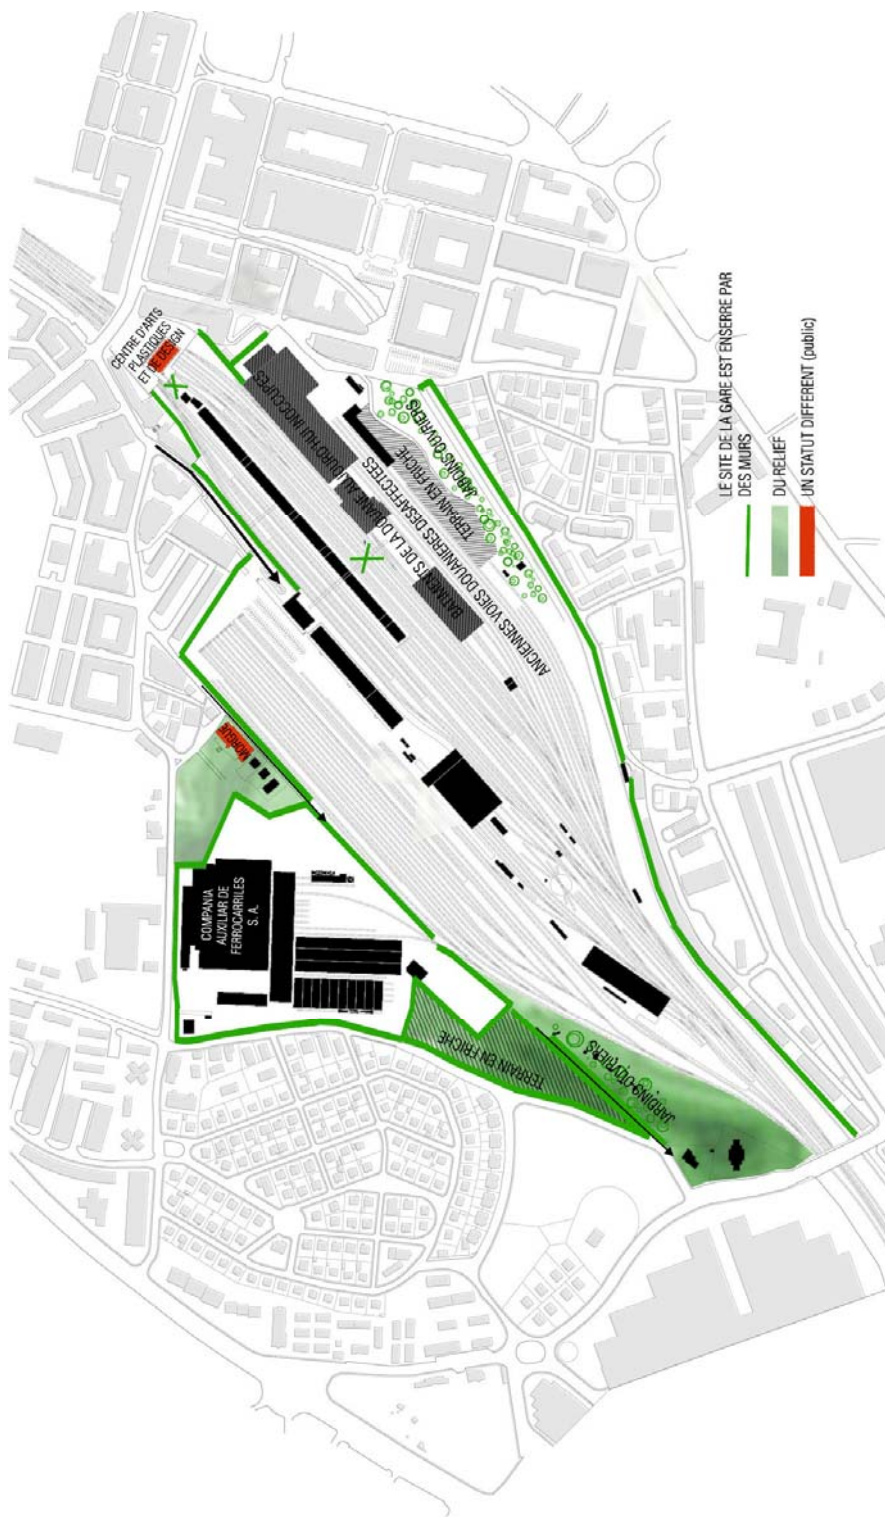 CENTRE D'ARTS
PLASTIQUES
ET DE DESIGN
BATIMENTS DE LA DOUANE AUJOURD'HUI INOCCUPES
ANCIENNES VOIES DOUANIERES DESAFFECTEES
TERRAIN EN FRICHE
JARDINS OUVRIERS
MORGUE
COMPANIA
AUXILIAR DE
FERROCARRILES
S. A.
TERRAIN EN FRICHE
JARDINS OUVRIERS
LE SITE DE LA GARE EST ENSERRE PAR
DES MURS
DU RELIEF
UN STATUT DIFFERENT (public)